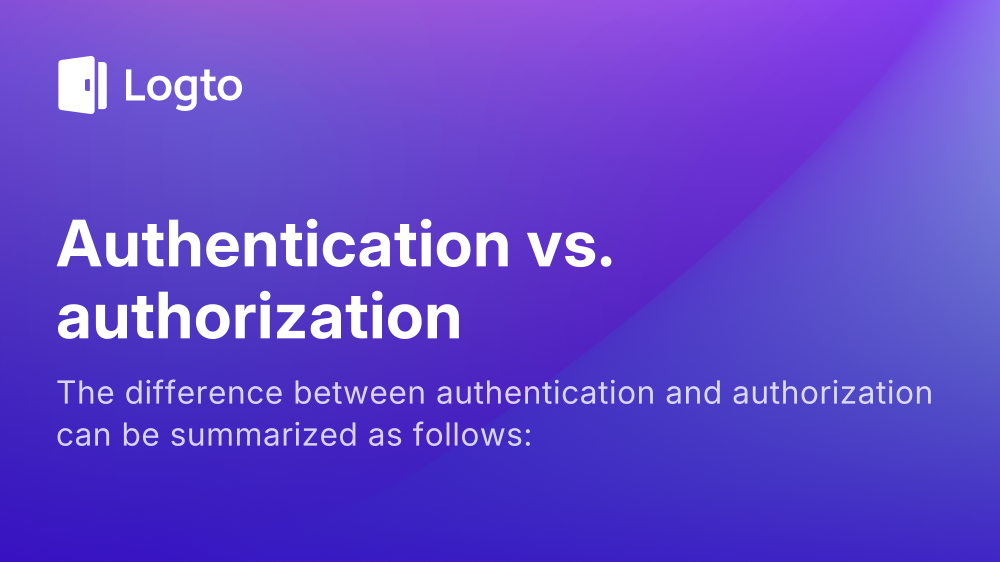 Logto
Authentication vs.
authorization
The difference between authentication and authorization
can be summarized as follows: